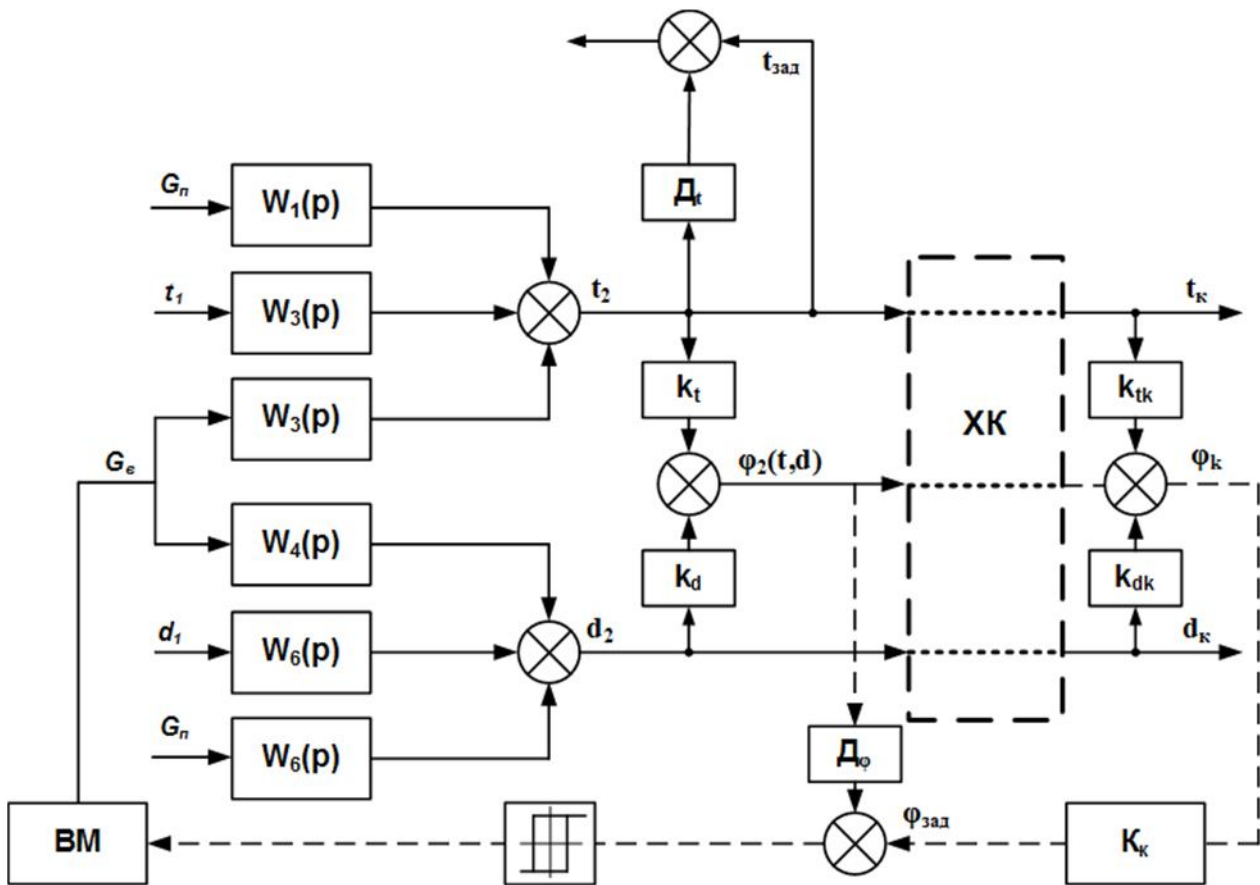 tзад
Gп
W₁(p)
Дt
t₁
W₃(p)
t₂
tк
W₃(p)
kt
ktk
ХК
Gв
φ₂(t,d)
φk
W₄(p)
kd
kdk
d₁
W₆(p)
d₂
dк
Gп
W₆(p)
Дφ
ВМ
φзад
Кк